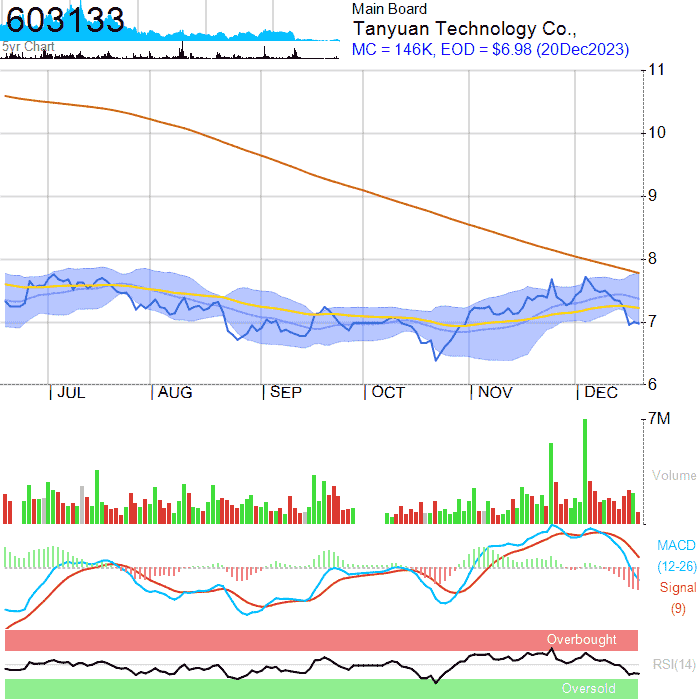 603133
5yr Chart
Main Board
Tanyuan Technology Co.,
MC = 146K, EOD = $6.98 (20Dec2023)
11
10
9
8
7
6
JUL
AUG
SEP
OCT
NOV
DEC
7M
Volume
MACD
(12-26)
Signal
(9)
Overbought
RSI(14)
Oversold